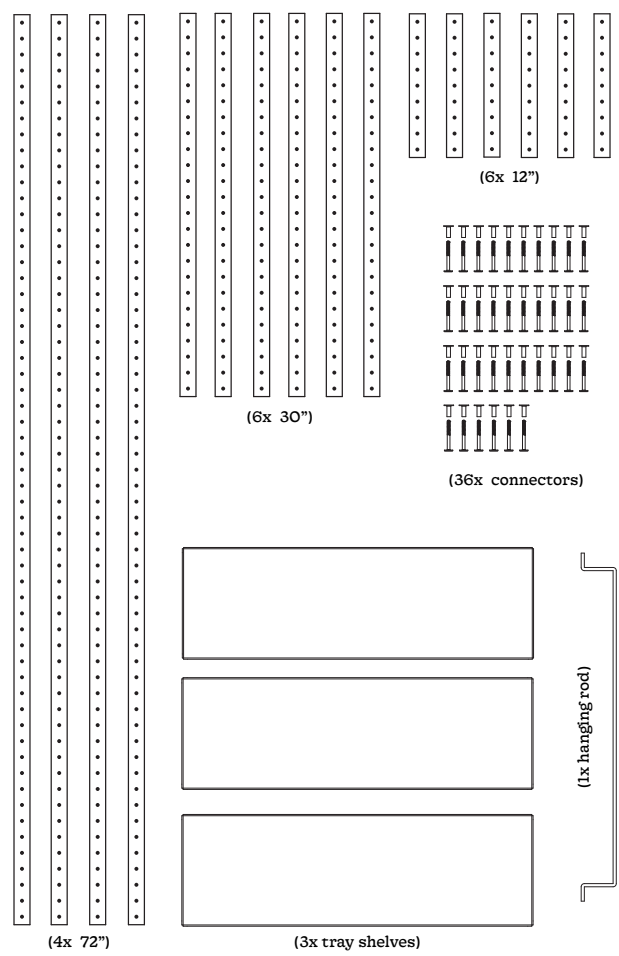 (6x 12”)
(6x 30”)
(36x connectors)
(1x hanging rod)
(4x 72”)
(3x tray shelves)